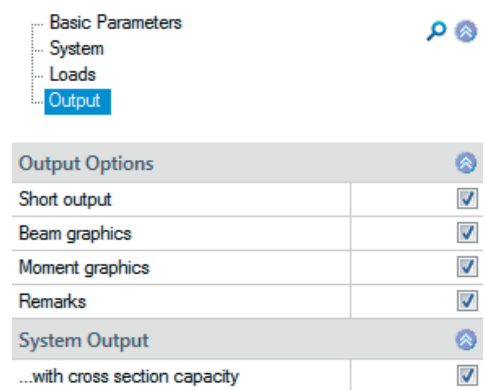 Basic Parameters
System
Loads
Output
Output Options
Short output
Beam graphics
Moment graphics
Remarks
System Output
...with cross section capacity